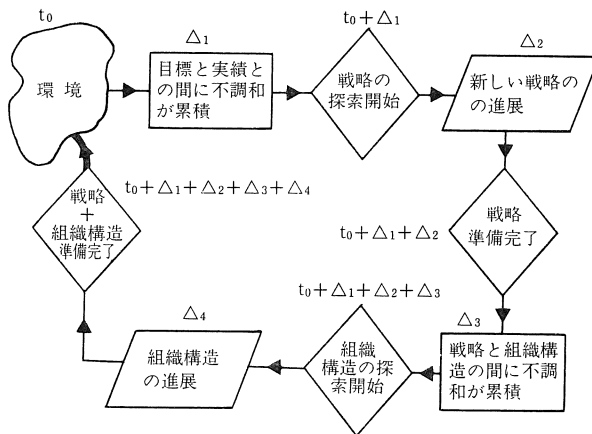 t₀
環境
△₁
目標と実績と
の間に不調和
が累積
t₀+△₁
戦略の
探索開始
△₂
新しい戦略の
の進展
t₀+△₁+△₂
戦略
準備完了
△₃
戦略と組織構
造の間に不調
和が累積
t₀+△₁+△₂+△₃
組織
構造の探
索開始
△₄
組織構造
の進展
t₀+△₁+△₂+△₃+△₄
戦略
+
組織構造
準備完了